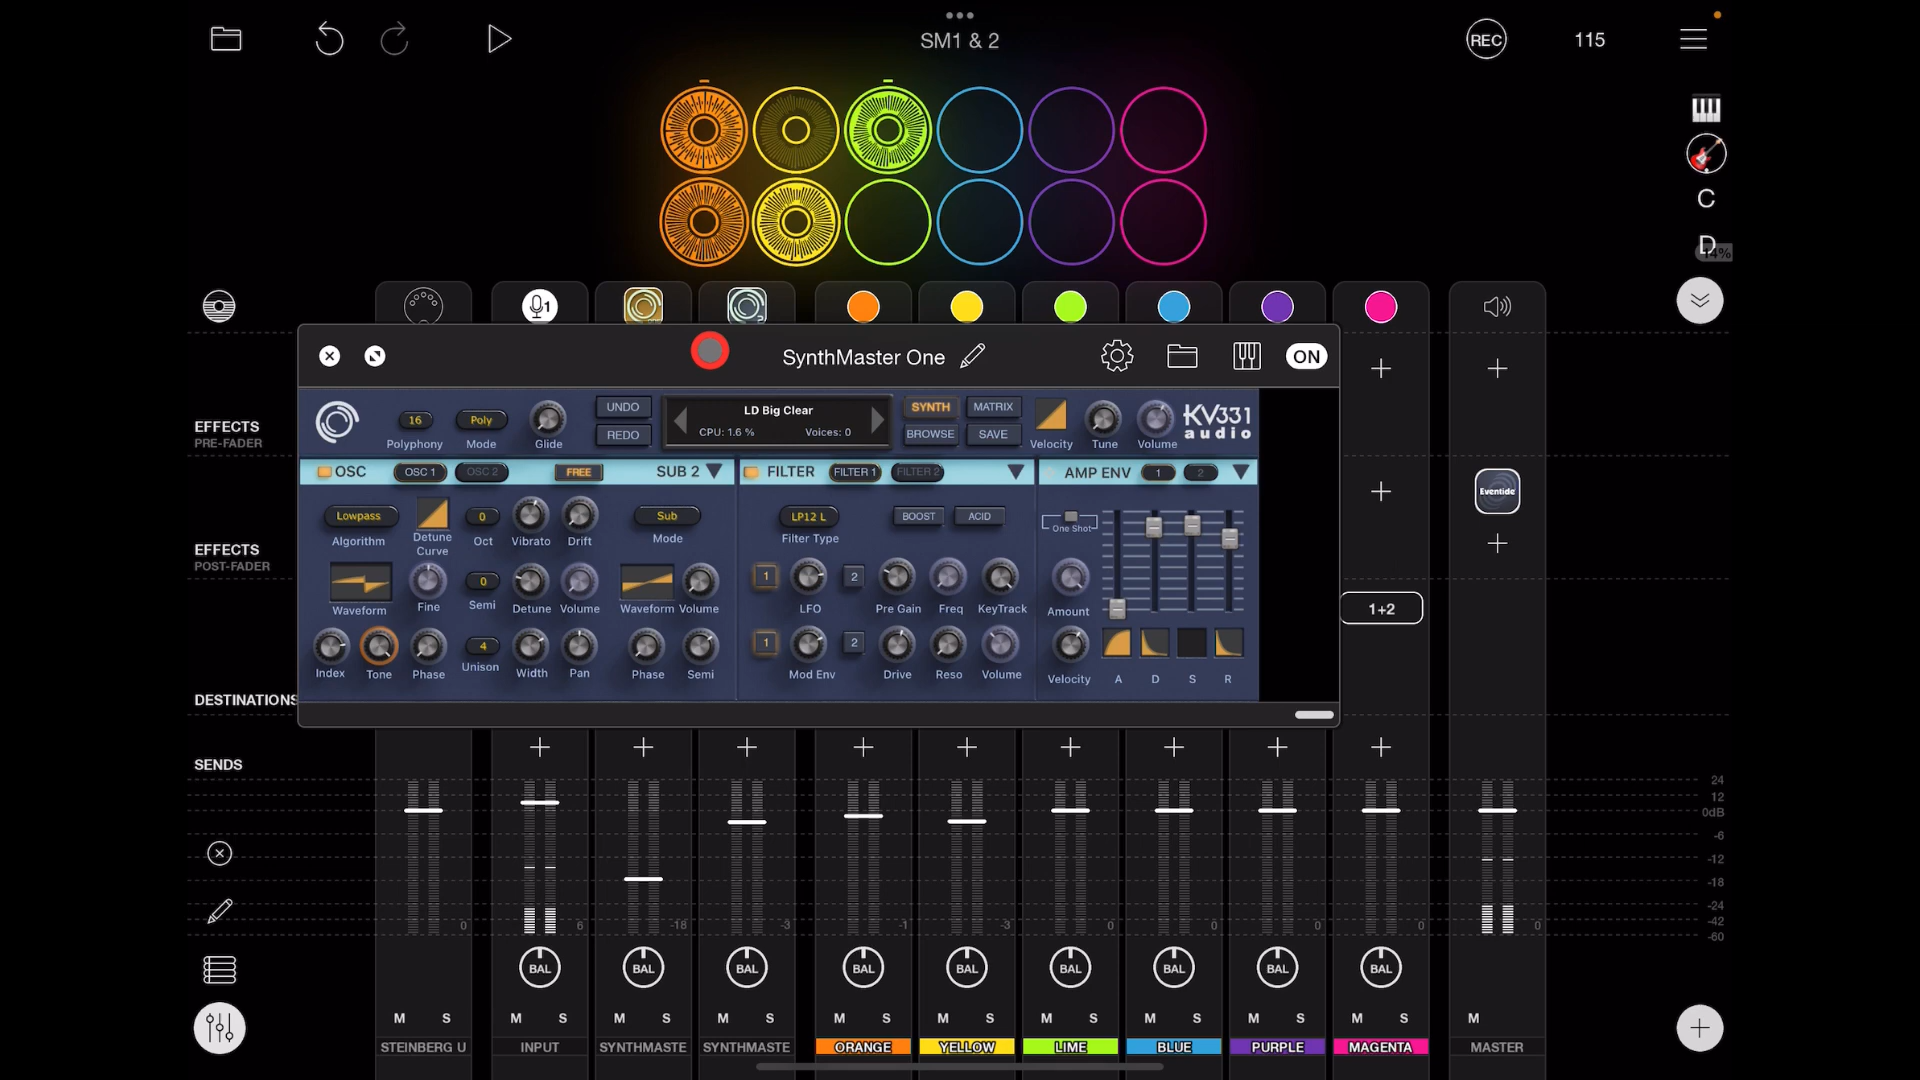 SM1 & 2
REC
115
C
D
14%
1
EFFECTS
PRE-FADER
EFFECTS
POST-FADER
DESTINATIONS
SENDS
SynthMaster One
ON
16
Polyphony
Poly
Mode
Glide
UNDO
REDO
LD Big Clear
CPU: 1.6 %
Voices: 0
SYNTH
MATRIX
BROWSE
SAVE
Velocity
Tune
Volume
KV331
audio
OSC
OSC 1
OSC 2
FREE
SUB 2
FILTER
FILTER 1
FILTER 2
AMP ENV
1
2
Lowpass
Algorithm
Detune
Curve
0
Oct
Vibrato
Drift
Sub
Mode
LP12 L
Filter Type
BOOST
ACID
One Shot
Waveform
Fine
0
Semi
Detune
Volume
Waveform
Volume
1
LFO
2
Pre Gain
Freq
KeyTrack
Amount
Index
Tone
Phase
4
Unison
Width
Pan
Phase
Semi
1
Mod Env
2
Drive
Reso
Volume
Velocity
A
D
S
R
Eventide
1+2
24
12
0dB
-6
-12
-18
-24
-42
-60
0
6
-18
-3
-1
-3
0
0
0
0
0
BAL
BAL
BAL
BAL
BAL
BAL
BAL
BAL
BAL
M S
M S
M S
M S
M S
M S
M S
M S
M S
M S
M
STEINBERG U
INPUT
SYNTHMASTE
SYNTHMASTE
ORANGE
YELLOW
LIME
BLUE
PURPLE
MAGENTA
MASTER